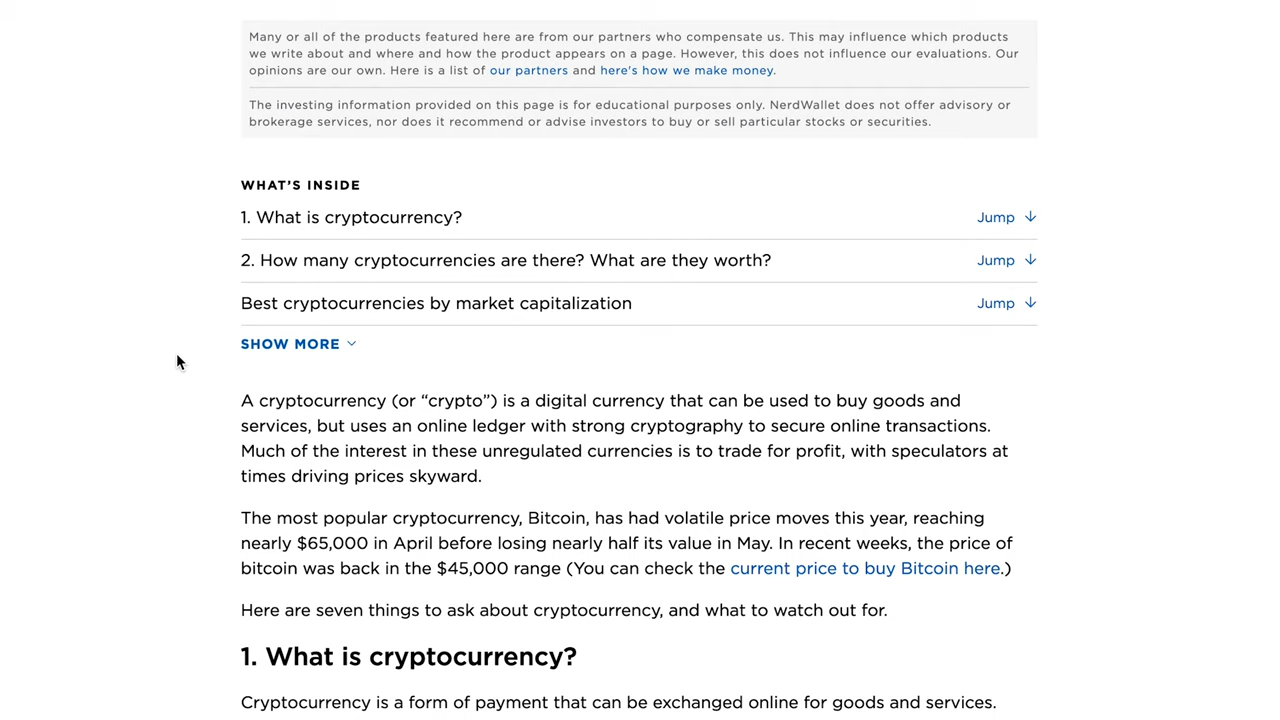 Many or all of the products featured here are from our partners who compensate us. This may influence which products
we write about and where and how the product appears on a page. However, this does not influence our evaluations. Our
opinions are our own. Here is a list of our partners and here's how we make money.
The investing information provided on this page is for educational purposes only. NerdWallet does not offer advisory or
brokerage services, nor does it recommend or advise investors to buy or sell particular stocks or securities.
WHAT’S INSIDE
1. What is cryptocurrency? Jump ↓
2. How many cryptocurrencies are there? What are they worth? Jump ↓
Best cryptocurrencies by market capitalization Jump ↓
SHOW MORE
A cryptocurrency (or “crypto”) is a digital currency that can be used to buy goods and
services, but uses an online ledger with strong cryptography to secure online transactions.
Much of the interest in these unregulated currencies is to trade for profit, with speculators at
times driving prices skyward.
The most popular cryptocurrency, Bitcoin, has had volatile price moves this year, reaching
nearly $65,000 in April before losing nearly half its value in May. In recent weeks, the price of
bitcoin was back in the $45,000 range (You can check the current price to buy Bitcoin here.)
Here are seven things to ask about cryptocurrency, and what to watch out for.
1. What is cryptocurrency?
Cryptocurrency is a form of payment that can be exchanged online for goods and services.